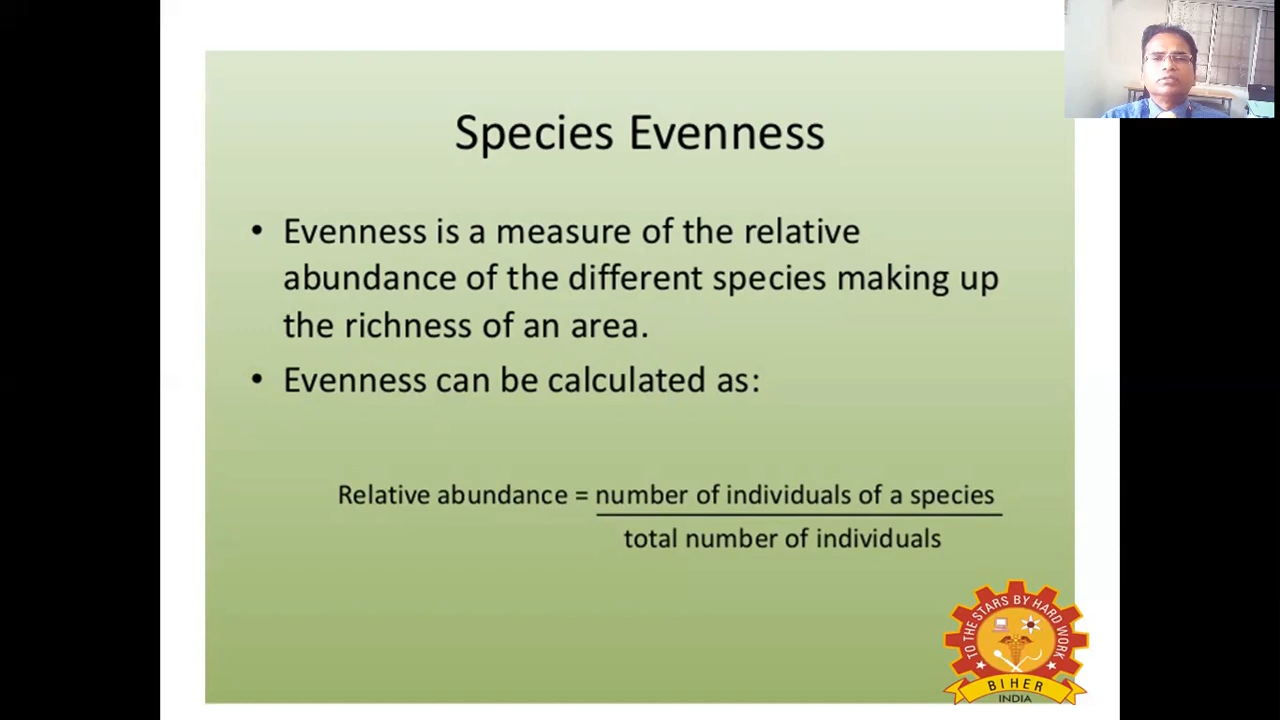 Species Evenness
• Evenness is a measure of the relative
abundance of the different species making up
the richness of an area.
• Evenness can be calculated as:
Relative abundance = number of individuals of a species
total number of individuals
TO THE STARS BY HARD WORK
BIHER
INDIA